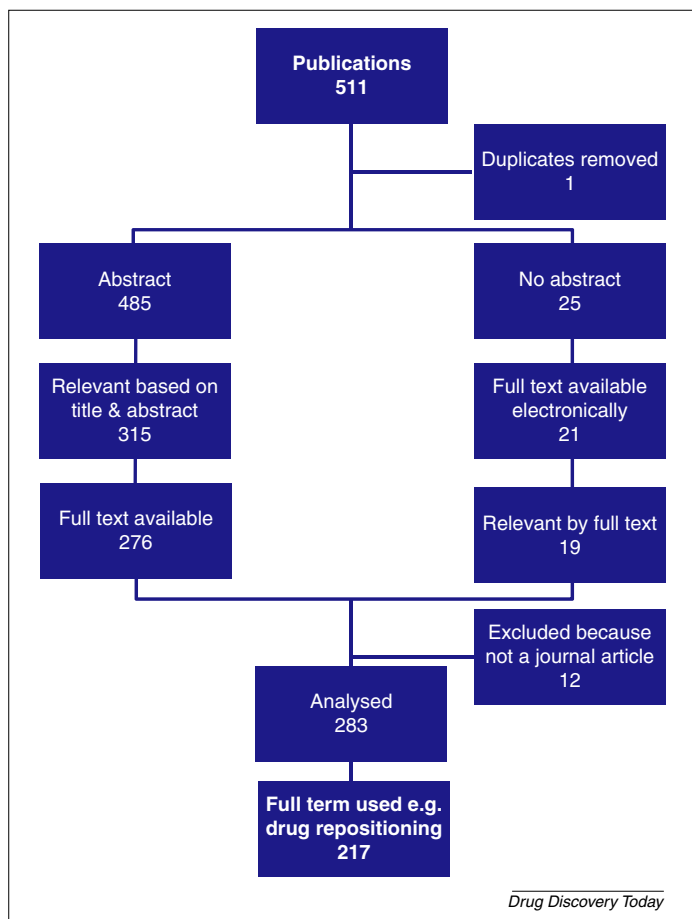 Publications
511
Duplicates removed
1
Abstract
485
No abstract
25
Relevant based on
title & abstract
315
Full text available
electronically
21
Full text available
276
Relevant by full text
19
Excluded because
not a journal article
12
Analysed
283
Full term used e.g.
drug repositioning
217
Drug Discovery Today